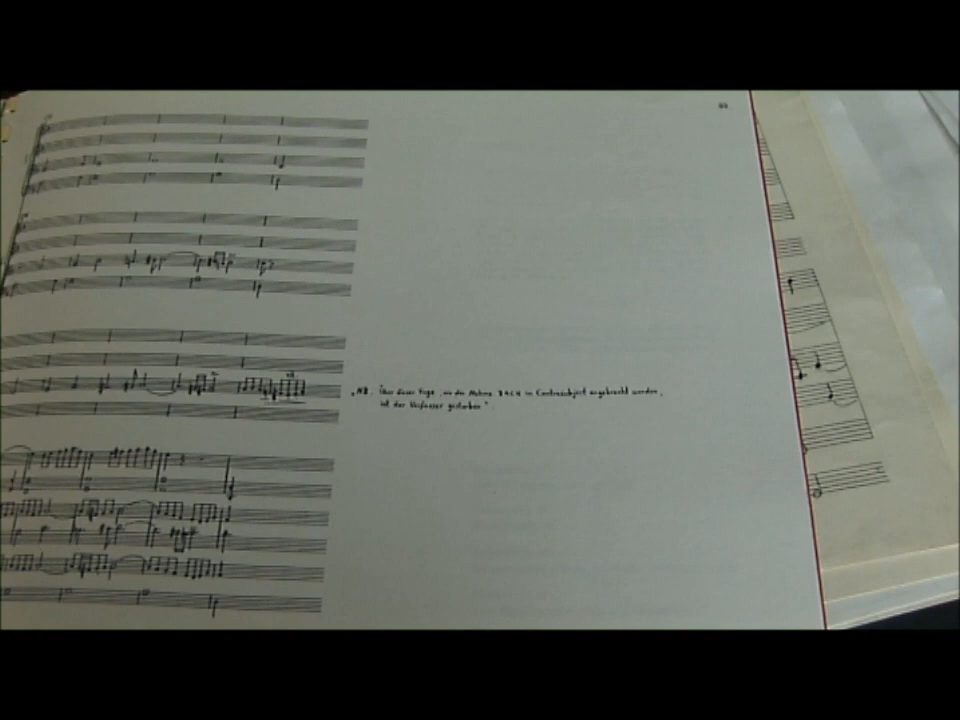 „NB. Über dieser Fuge, wo der Nahme BACH im Contrasubject angebracht worden,
ist der Verfasser gestorben".